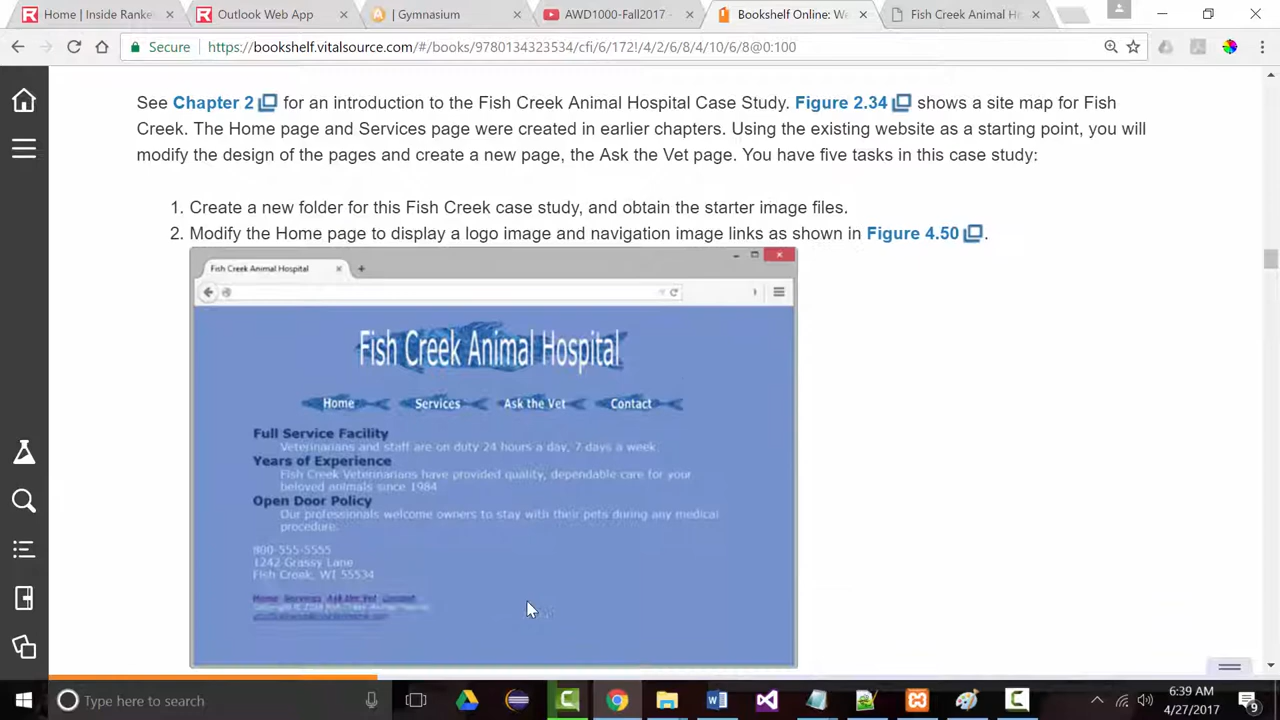 Home | Inside Ranke
Outlook Web App
| Gymnasium
AWD1000-Fall2017 -
Bookshelf Online: We
Fish Creek Animal Ho
Secure
https://bookshelf.vitalsource.com/#/books/9780134323534/cfi/6/172!/4/2/6/8/4/10/6/8@0:100
See Chapter 2 for an introduction to the Fish Creek Animal Hospital Case Study. Figure 2.34 shows a site map for Fish
Creek. The Home page and Services page were created in earlier chapters. Using the existing website as a starting point, you will
modify the design of the pages and create a new page, the Ask the Vet page. You have five tasks in this case study:
1. Create a new folder for this Fish Creek case study, and obtain the starter image files.
2. Modify the Home page to display a logo image and navigation image links as shown in Figure 4.50.
Fish Creek Animal Hospital
Fish Creek Animal Hospital
Home Services Ask the Vet Contact
Full Service Facility
Veterinarians and staff are on duty 24 hours a day, 7 days a week.
Years of Experience
Fish Creek Veterinarians have provided quality, dependable care for your
beloved animals since 1984
Open Door Policy
Our professionals welcome owners to stay with their pets during any medical
procedure.
800-555-5555
1242 Grassy Lane
Fish Creek, WI 55534
Home Services Ask the Vet Contact
Type here to search
6:39 AM
4/27/2017
9